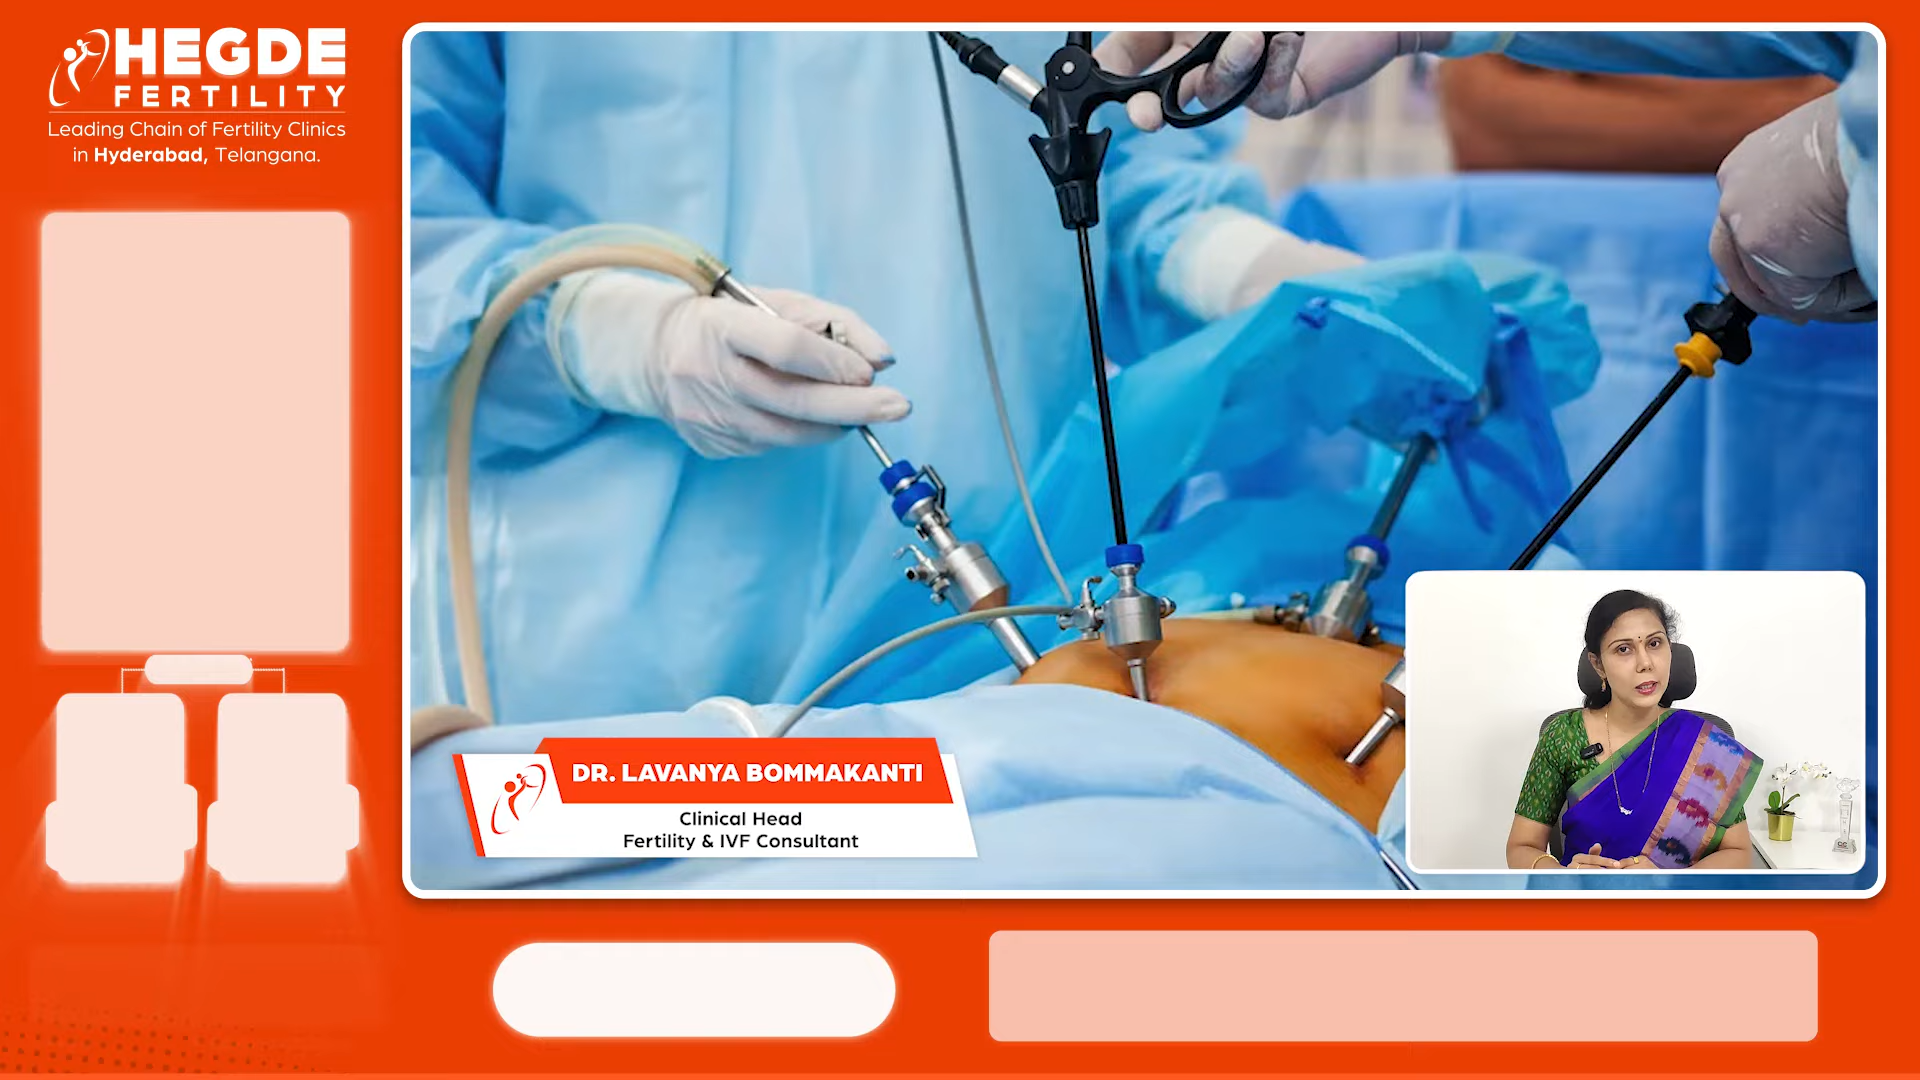 HEGDE
FERTILITY
Leading Chain of Fertility Clinics
in Hyderabad, Telangana.
DR. LAVANYA BOMMAKANTI
Clinical Head
Fertility & IVF Consultant